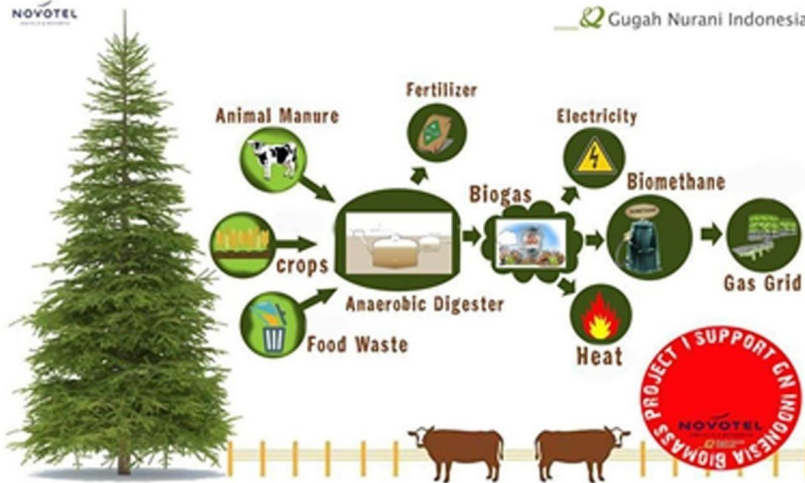 NOVOTEL
Gugah Nurani Indonesia
Fertilizer
Animal Manure
Electricity
Biogas
Biomethane
crops
Anaerobic Digester
Gas Grid
Food Waste
Heat
I SUPPORT GN INDONESIA BIOMASS PROJECT
NOVOTEL